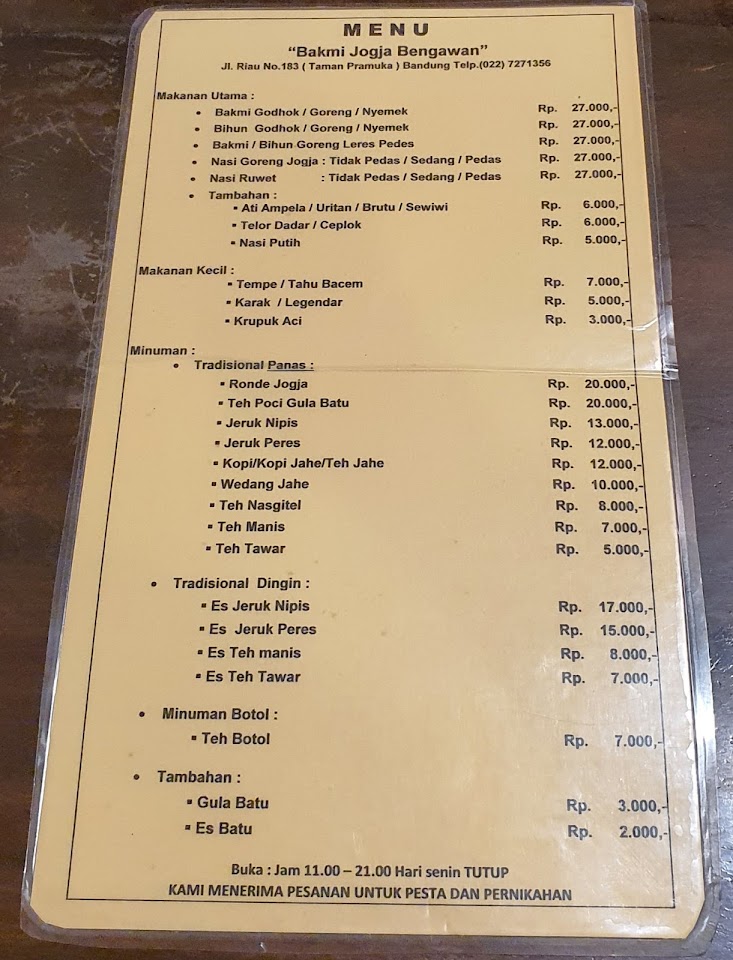 MENU
"Bakmi Jogja Bengawan"
Jl. Riau No.183 ( Taman Pramuka ) Bandung Telp.(022) 7271356
Makanan Utama :
• Bakmi Godhok / Goreng / Nyemek Rp. 27.000,-
• Bihun Godhok / Goreng / Nyemek Rp. 27.000,-
• Bakmi / Bihun Goreng Leres Pedes Rp. 27.000,-
• Nasi Goreng Jogja : Tidak Pedas / Sedang / Pedas Rp. 27.000,-
• Nasi Ruwet : Tidak Pedas / Sedang / Pedas Rp. 27.000,-
• Tambahan :
▪ Ati Ampela / Uritan / Brutu / Sewiwi Rp. 6.000,-
▪ Telor Dadar / Ceplok Rp. 6.000,-
▪ Nasi Putih Rp. 5.000,-
Makanan Kecil :
▪ Tempe / Tahu Bacem Rp. 7.000,-
▪ Karak / Legendar Rp. 5.000,-
▪ Krupuk Aci Rp. 3.000,-
Minuman :
• Tradisional Panas :
▪ Ronde Jogja Rp. 20.000,-
▪ Teh Poci Gula Batu Rp. 20.000,-
▪ Jeruk Nipis Rp. 13.000,-
▪ Jeruk Peres Rp. 12.000,-
▪ Kopi/Kopi Jahe/Teh Jahe Rp. 12.000,-
▪ Wedang Jahe Rp. 10.000,-
▪ Teh Nasgitel Rp. 8.000,-
▪ Teh Manis Rp. 7.000,-
▪ Teh Tawar Rp. 5.000,-
• Tradisional Dingin :
▪ Es Jeruk Nipis Rp. 17.000,-
▪ Es Jeruk Peres Rp. 15.000,-
▪ Es Teh manis Rp. 8.000,-
▪ Es Teh Tawar Rp. 7.000,-
• Minuman Botol :
▪ Teh Botol Rp. 7.000,-
• Tambahan :
▪ Gula Batu Rp. 3.000,-
▪ Es Batu Rp. 2.000,-
Buka : Jam 11.00 – 21.00 Hari senin TUTUP
KAMI MENERIMA PESANAN UNTUK PESTA DAN PERNIKAHAN